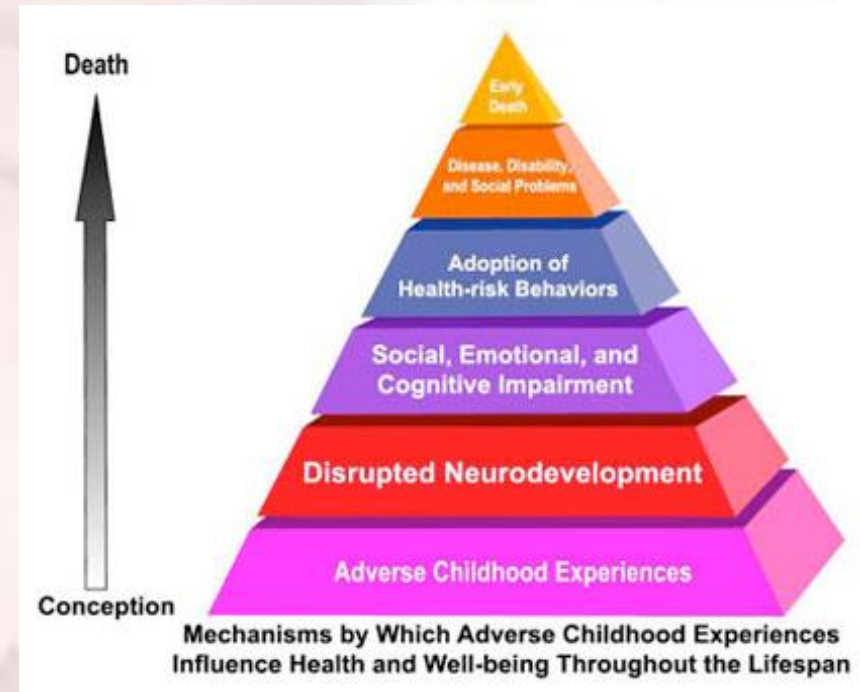 Death
Early
Death
Disease, Disability,
and Social Problems
Adoption of
Health-risk Behaviors
Social, Emotional, and
Cognitive Impairment
Disrupted Neurodevelopment
Adverse Childhood Experiences
Conception
Mechanisms by Which Adverse Childhood Experiences
Influence Health and Well-being Throughout the Lifespan